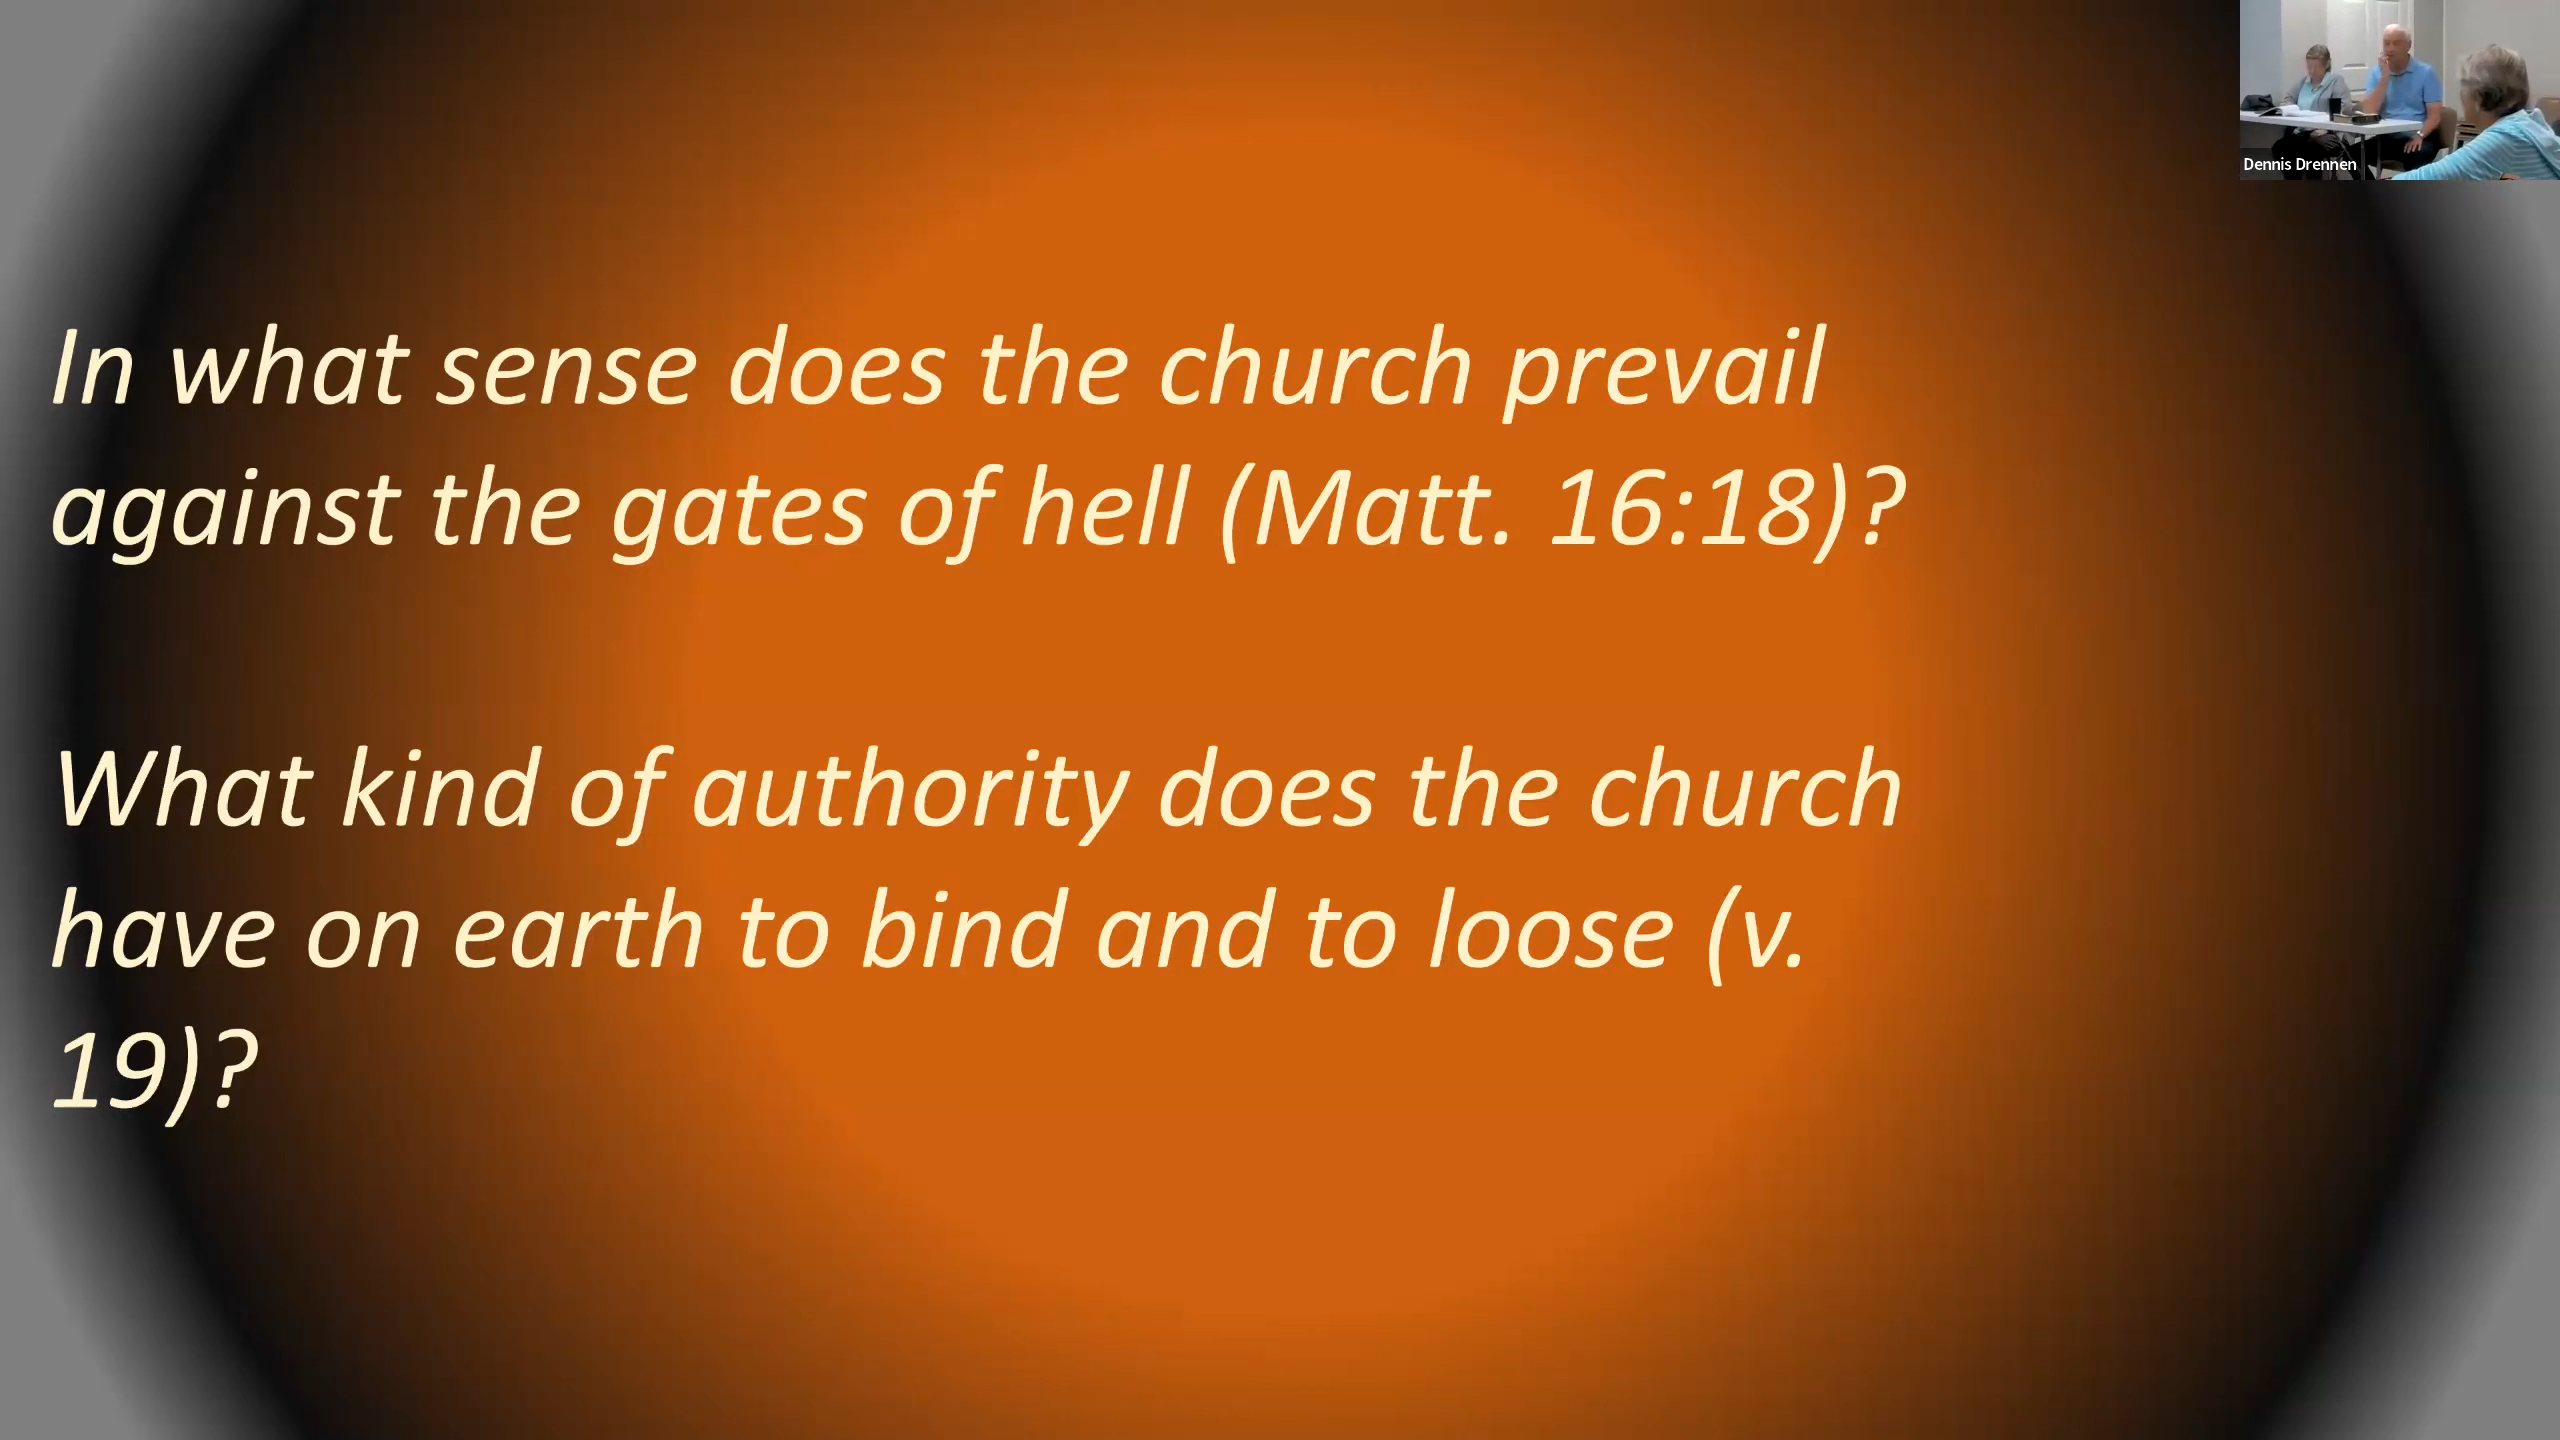 Dennis Drennen
In what sense does the church prevail
against the gates of hell (Matt. 16:18)?
What kind of authority does the church
have on earth to bind and to loose (v.
19)?